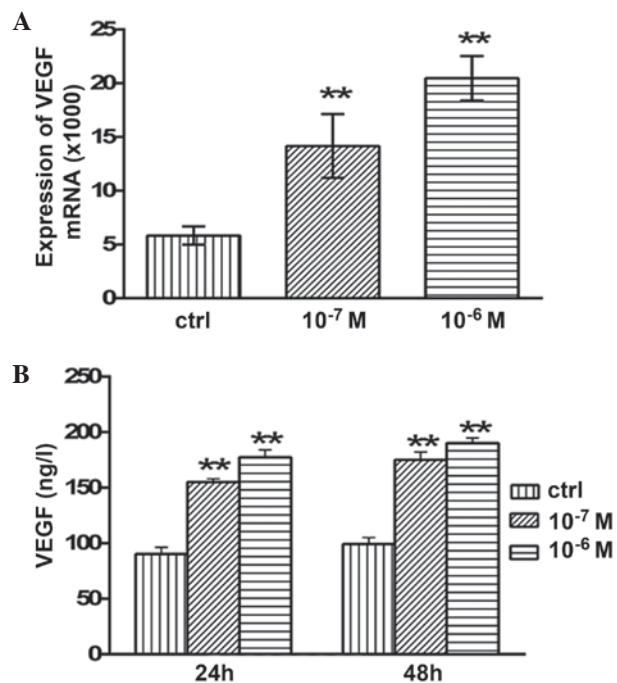 A
Expression of VEGF
mRNA (x1000)
25
20
15
10
5
0
**
**
ctrl
10⁻⁷ M
10⁻⁶ M
B
VEGF (ng/l)
250
200
150
100
50
0
**
**
**
**
24h
48h
ctrl
10⁻⁷ M
10⁻⁶ M